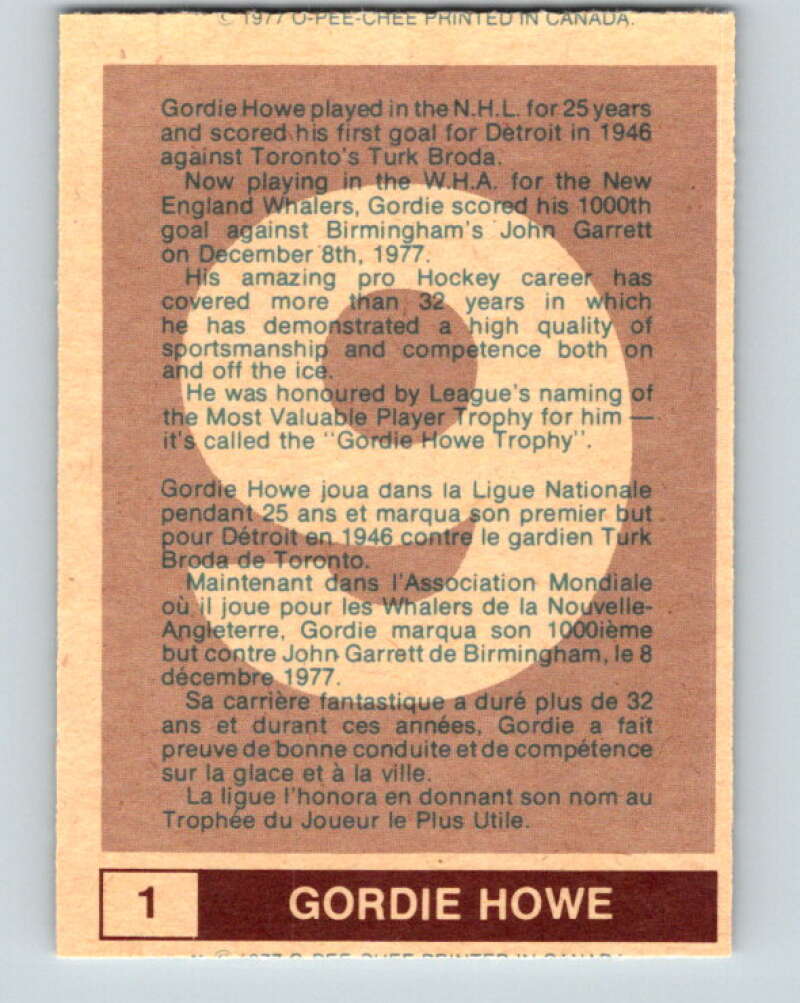 © 1977 O-PEE-CHEE PRINTED IN CANADA.
Gordie Howe played in the N.H.L. for 25 years
and scored his first goal for Detroit in 1946
against Toronto's Turk Broda.
Now playing in the W.H.A. for the New
England Whalers, Gordie scored his 1000th
goal against Birmingham's John Garrett
on December 8th, 1977.
His amazing pro Hockey career has
covered more than 32 years in which
he has demonstrated a high quality of
sportsmanship and competence both on
and off the ice.
He was honoured by League's naming of
the Most Valuable Player Trophy for him —
it's called the "Gordie Howe Trophy".
Gordie Howe joua dans la Ligue Nationale
pendant 25 ans et marqua son premier but
pour Détroit en 1946 contre le gardien Turk
Broda de Toronto.
Maintenant dans l'Association Mondiale
où il joue pour les Whalers de la Nouvelle-
Angleterre, Gordie marqua son 1000ième
but contre John Garrett de Birmingham, le 8
décembre 1977.
Sa carrière fantastique a duré plus de 32
ans et durant ces années, Gordie a fait
preuve de bonne conduite et de compétence
sur la glace et à la ville.
La ligue l'honora en donnant son nom au
Trophée du Joueur le Plus Utile.
1 GORDIE HOWE
© 1977 O-PEE-CHEE PRINTED IN CANADA.